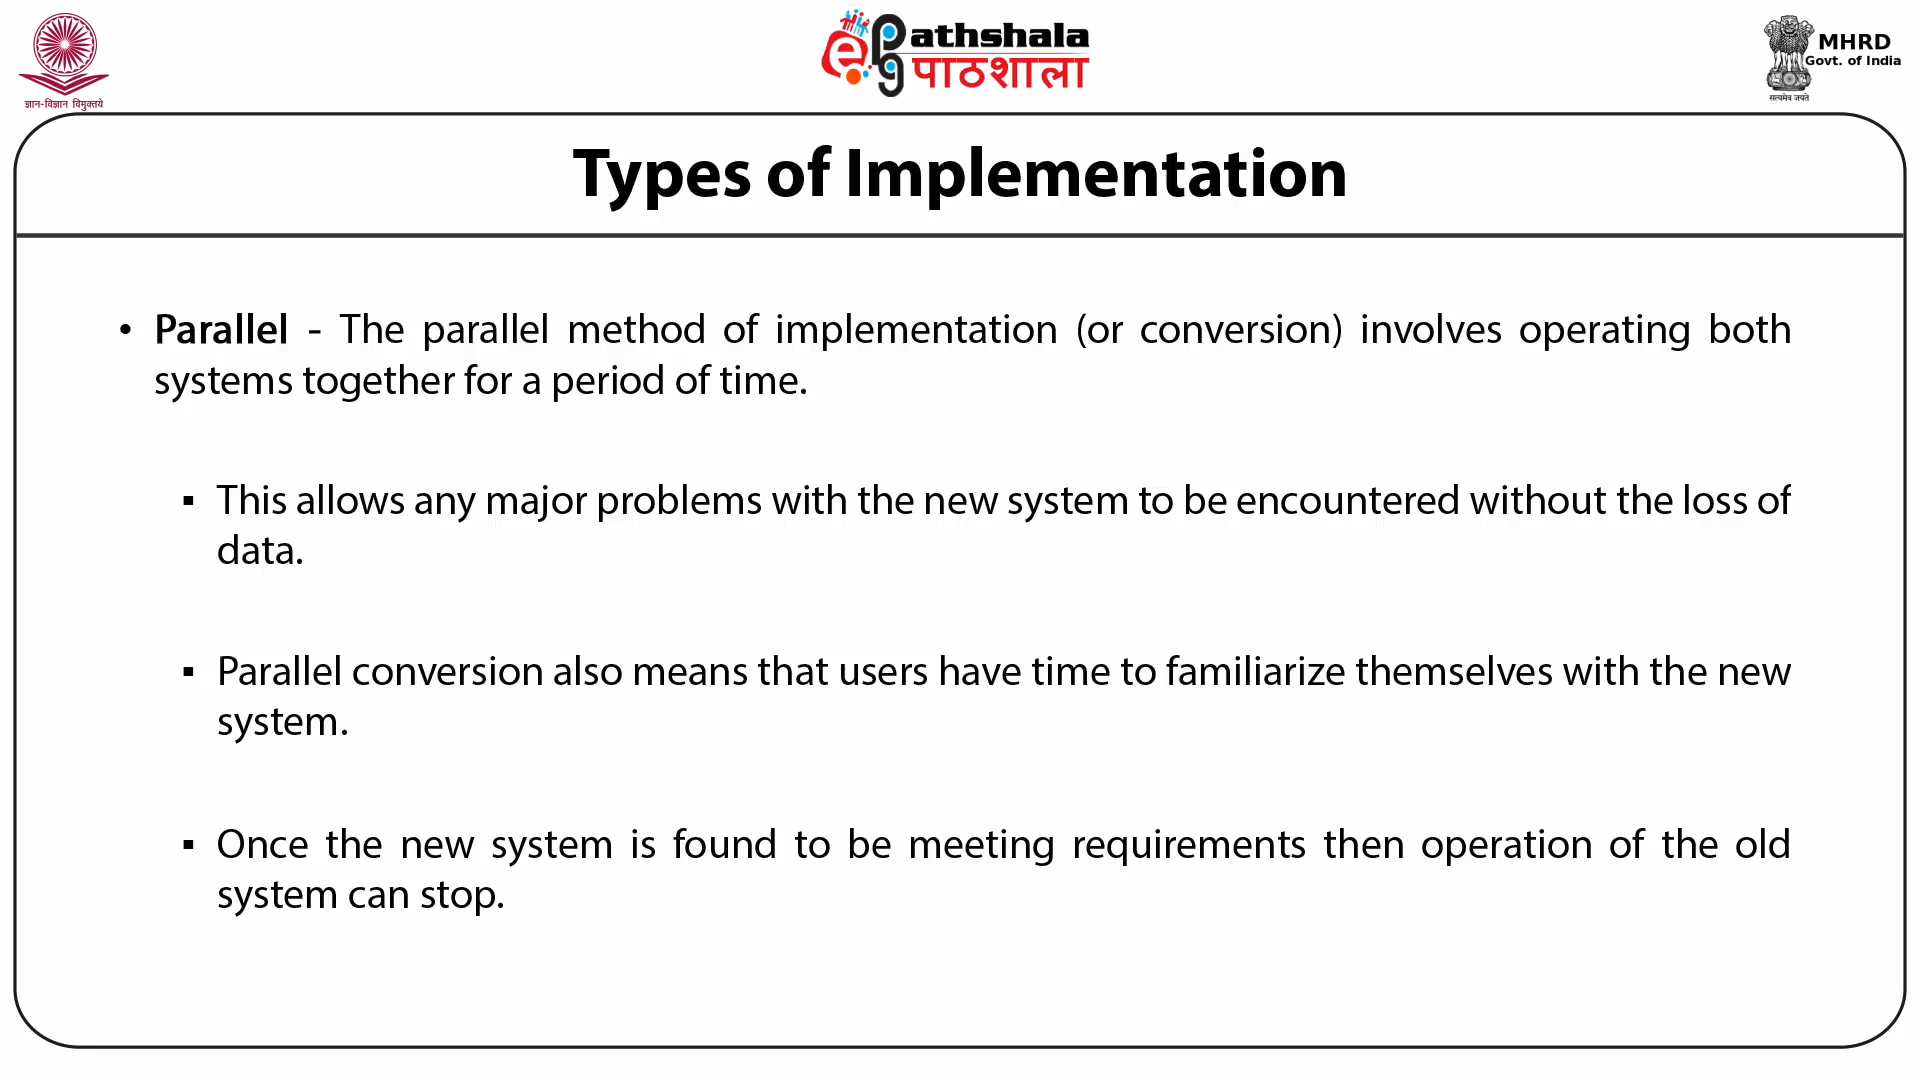 ज्ञान-विज्ञान विमुक्तये
athshala
पाठशाला
MHRD
Govt. of India
सत्यमेव जयते
Types of Implementation
• Parallel - The parallel method of implementation (or conversion) involves operating both
systems together for a period of time.
▪ This allows any major problems with the new system to be encountered without the loss of
data.
▪ Parallel conversion also means that users have time to familiarize themselves with the new
system.
▪ Once the new system is found to be meeting requirements then operation of the old
system can stop.